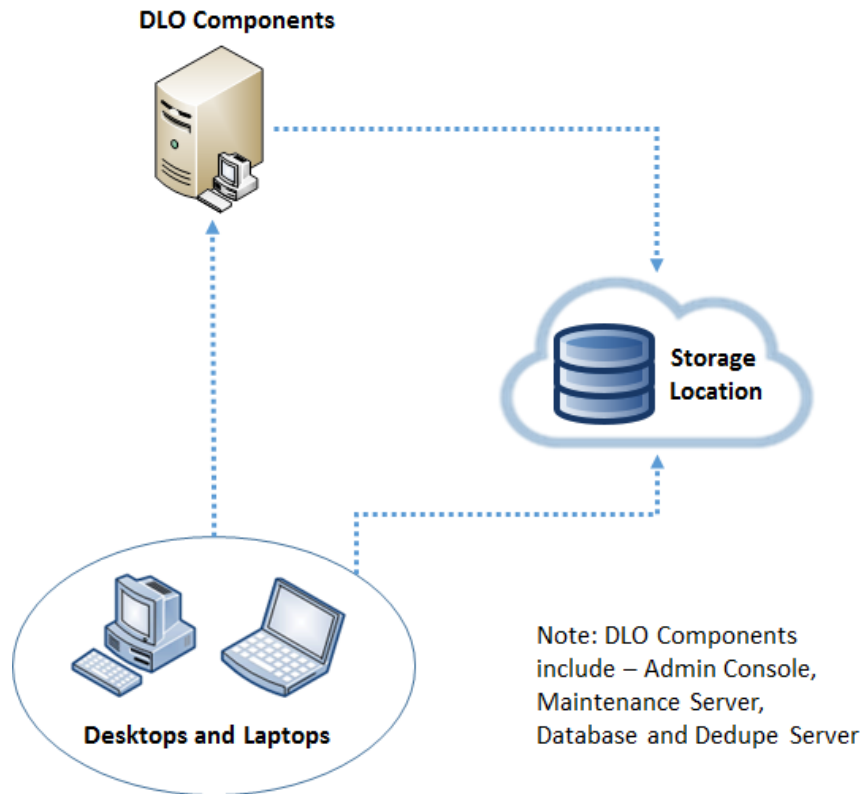 DLO Components
Storage
Location
Desktops and Laptops
Note: DLO Components
include – Admin Console,
Maintenance Server,
Database and Dedupe Server